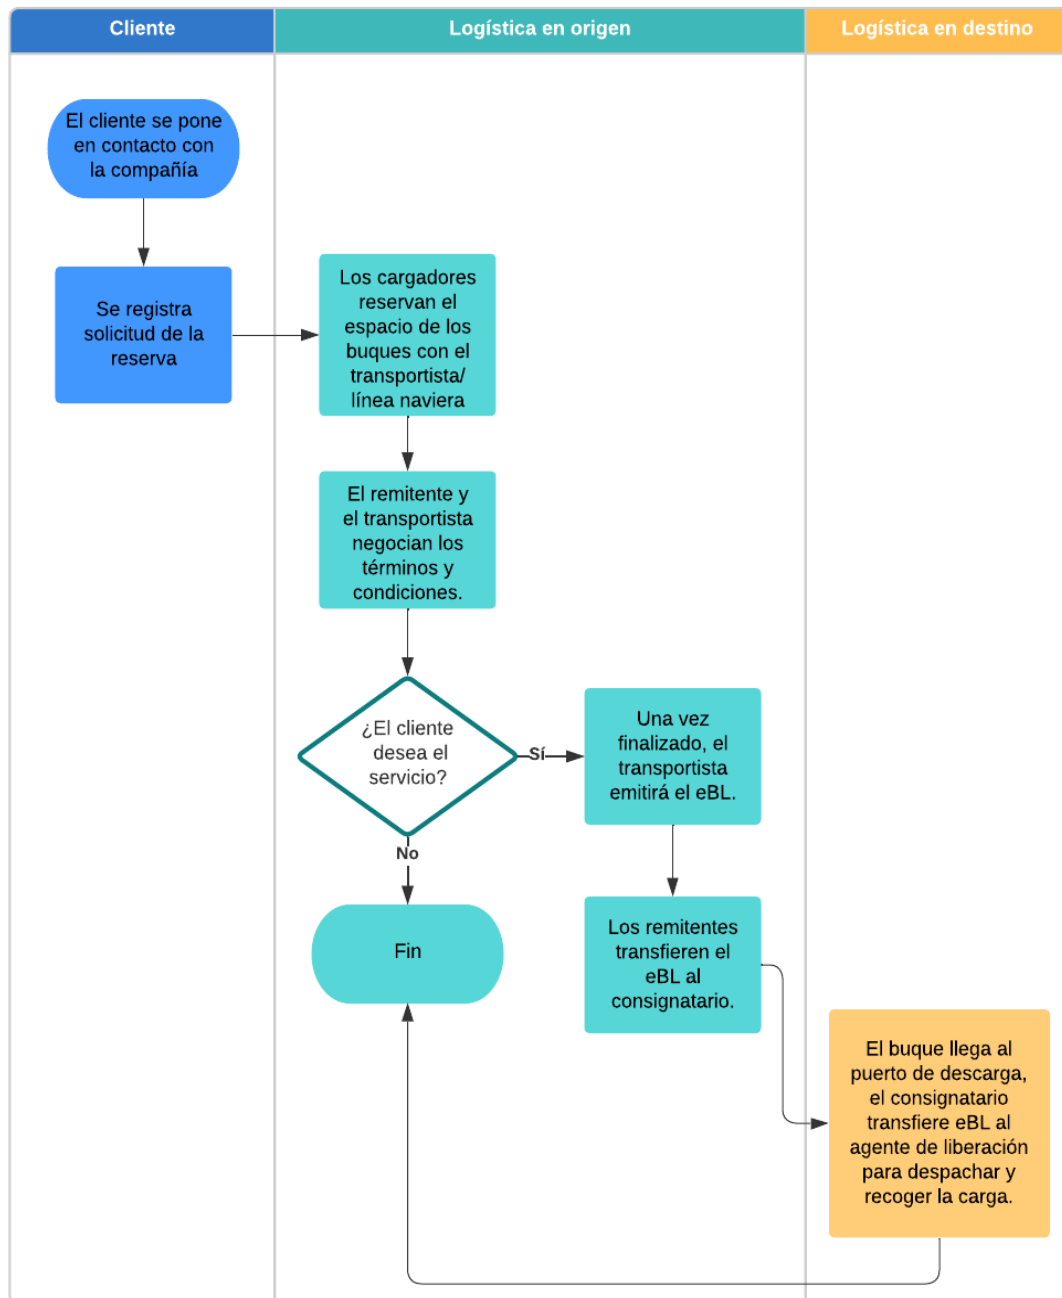 Cliente
Logística en origen
Logística en destino
El cliente se pone
en contacto con
la compañía
Se registra
solicitud de la
reserva
Los cargadores
reservan el
espacio de los
buques con el
transportista/
línea naviera
El remitente y
el transportista
negocian los
términos y
condiciones.
¿El cliente
desea el
servicio?
Sí
No
Una vez
finalizado, el
transportista
emitirá el eBL.
Los remitentes
transfieren el
eBL al
consignatario.
Fin
El buque llega al
puerto de descarga,
el consignatario
transfiere eBL al
agente de liberación
para despachar y
recoger la carga.